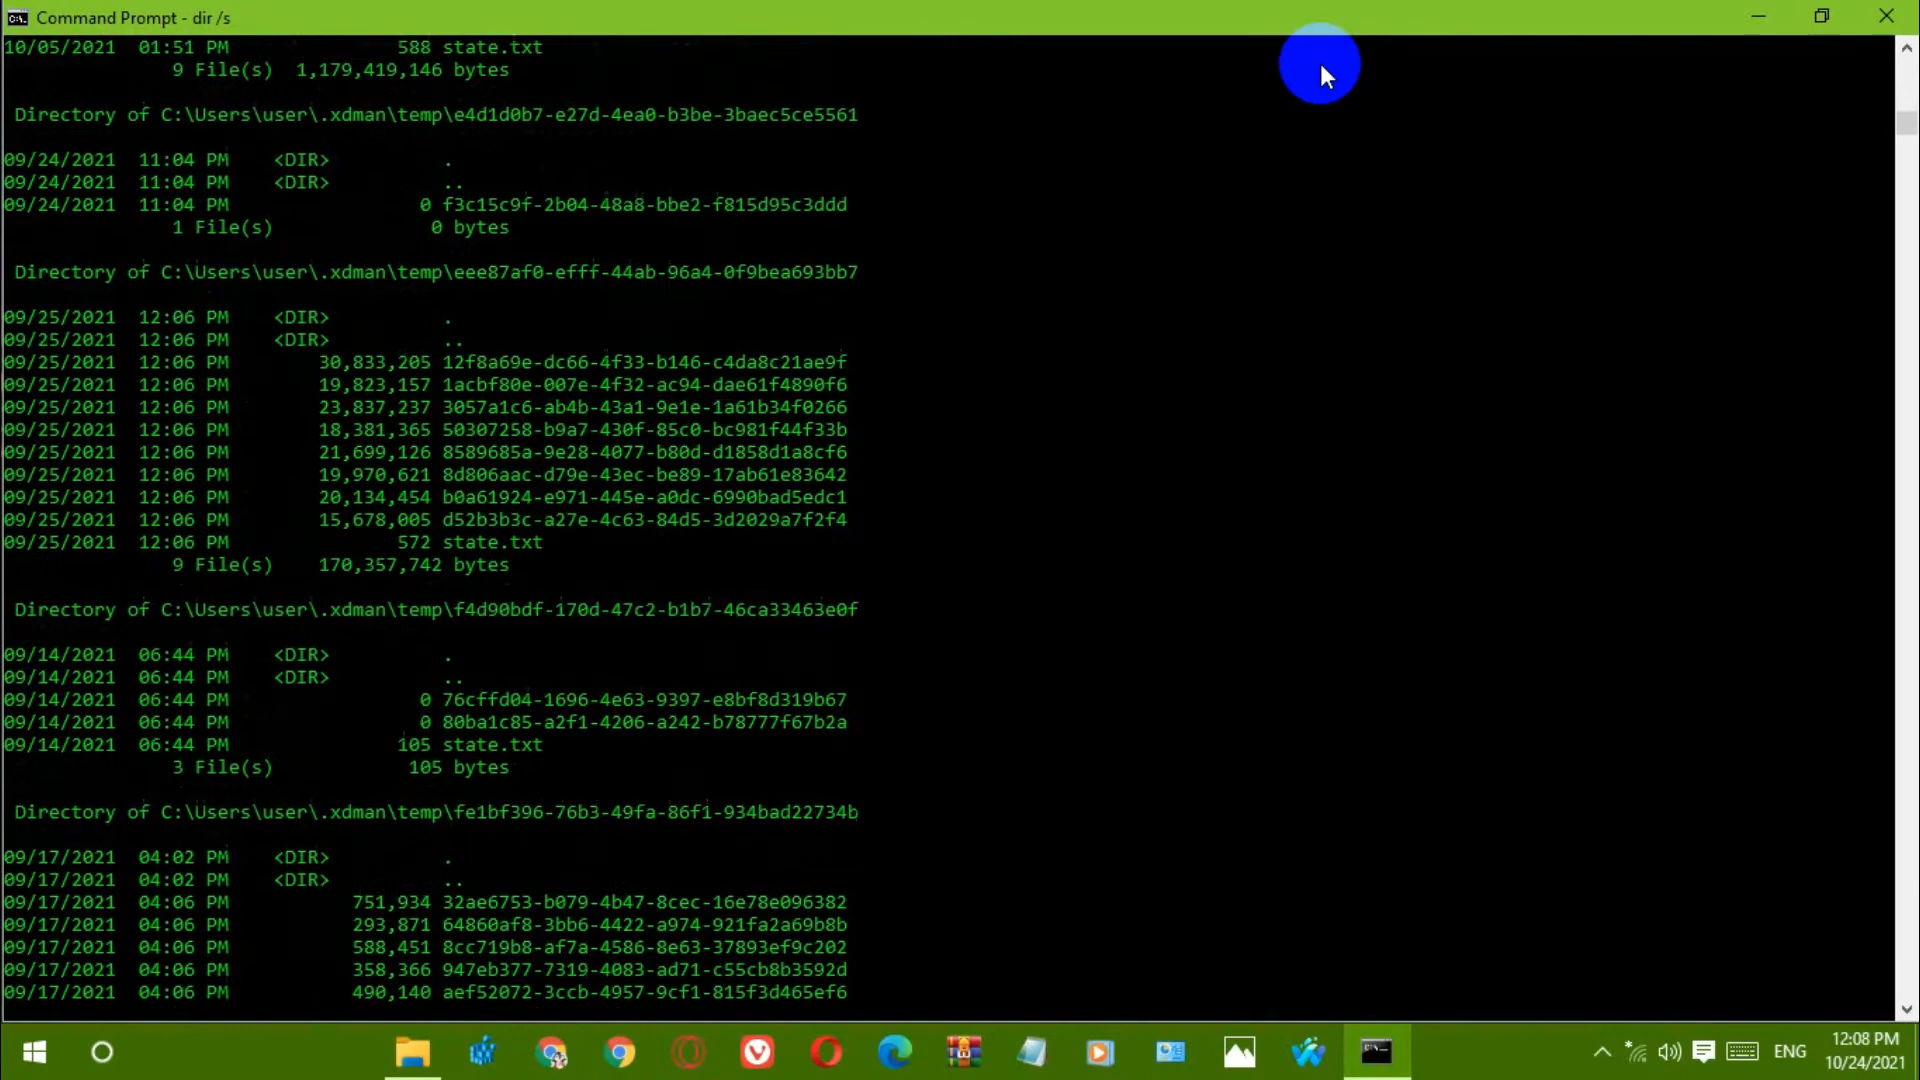 Command Prompt - dir /s
10/05/2021  01:51 PM               588 state.txt
               9 File(s)  1,179,419,146 bytes
 Directory of C:\Users\user\.xdman\temp\e4d1d0b7-e27d-4ea0-b3be-3baec5ce5561
09/24/2021  11:04 PM    <DIR>          .
09/24/2021  11:04 PM    <DIR>          ..
09/24/2021  11:04 PM                 0 f3c15c9f-2b04-48a8-bbe2-f815d95c3ddd
               1 File(s)              0 bytes
 Directory of C:\Users\user\.xdman\temp\eee87af0-efff-44ab-96a4-0f9bea693bb7
09/25/2021  12:06 PM    <DIR>          .
09/25/2021  12:06 PM    <DIR>          ..
09/25/2021  12:06 PM        30,833,205 12f8a69e-dc66-4f33-b146-c4da8c21ae9f
09/25/2021  12:06 PM        19,823,157 1acbf80e-007e-4f32-ac94-dae61f4890f6
09/25/2021  12:06 PM        23,837,237 3057a1c6-ab4b-43a1-9e1e-1a61b34f0266
09/25/2021  12:06 PM        18,381,365 50307258-b9a7-430f-85c0-bc981f44f33b
09/25/2021  12:06 PM        21,699,126 8589685a-9e28-4077-b80d-d1858d1a8cf6
09/25/2021  12:06 PM        19,970,621 8d806aac-d79e-43ec-be89-17ab61e83642
09/25/2021  12:06 PM        20,134,454 b0a61924-e971-445e-a0dc-6990bad5edc1
09/25/2021  12:06 PM        15,678,005 d52b3b3c-a27e-4c63-84d5-3d2029a7f2f4
09/25/2021  12:06 PM               572 state.txt
               9 File(s)    170,357,742 bytes
 Directory of C:\Users\user\.xdman\temp\f4d90bdf-170d-47c2-b1b7-46ca33463e0f
09/14/2021  06:44 PM    <DIR>          .
09/14/2021  06:44 PM    <DIR>          ..
09/14/2021  06:44 PM                 0 76cffd04-1696-4e63-9397-e8bf8d319b67
09/14/2021  06:44 PM                 0 80ba1c85-a2f1-4206-a242-b78777f67b2a
09/14/2021  06:44 PM               105 state.txt
               3 File(s)            105 bytes
 Directory of C:\Users\user\.xdman\temp\fe1bf396-76b3-49fa-86f1-934bad22734b
09/17/2021  04:02 PM    <DIR>          .
09/17/2021  04:02 PM    <DIR>          ..
09/17/2021  04:06 PM           751,934 32ae6753-b079-4b47-8cec-16e78e096382
09/17/2021  04:06 PM           293,871 64860af8-3bb6-4422-a974-921fa2a69b8b
09/17/2021  04:06 PM           588,451 8cc719b8-af7a-4586-8e63-37893ef9c202
09/17/2021  04:06 PM           358,366 947eb377-7319-4083-ad71-c55cb8b3592d
09/17/2021  04:06 PM           490,140 aef52072-3ccb-4957-9cf1-815f3d465ef6
ENG
12:08 PM
10/24/2021